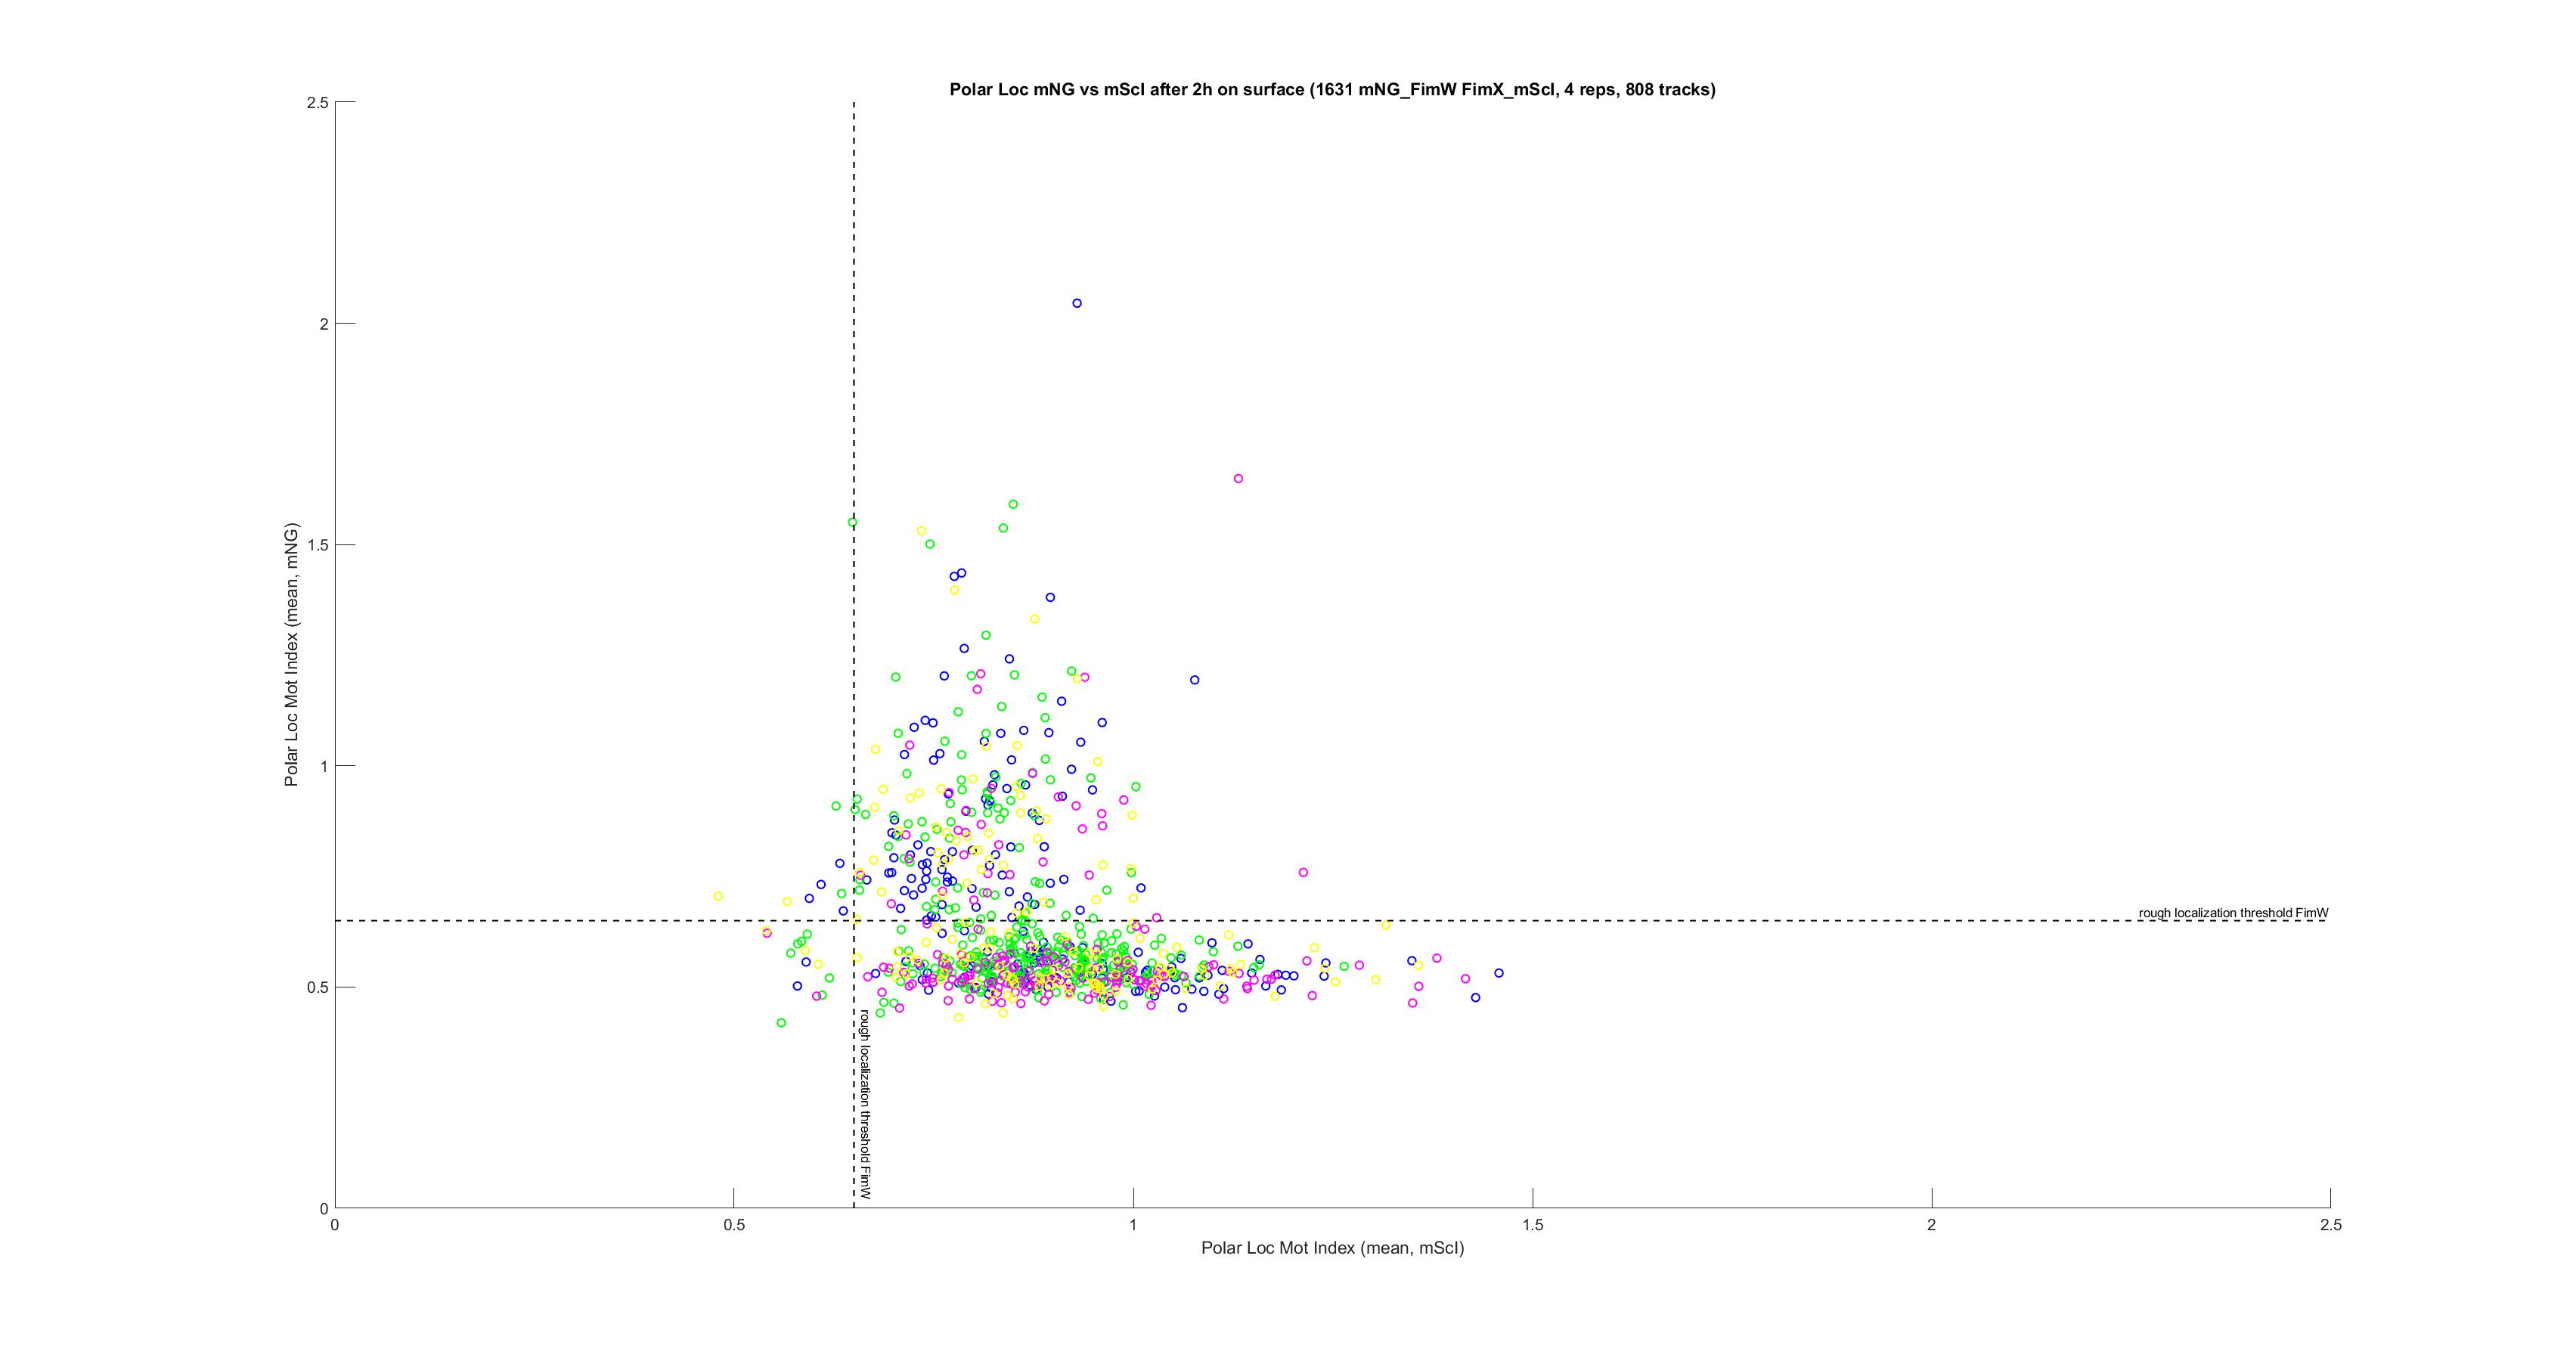 Polar Loc mNG vs mScI after 2h on surface (1631 mNG_FimW FimX_mScI, 4 reps, 808 tracks)
2.5
2
1.5
1
0.5
0
Polar Loc Mot Index (mean, mNG)
rough localization threshold FimW
rough localization threshold FimW
0
0.5
1
1.5
2
2.5
Polar Loc Mot Index (mean, mScI)